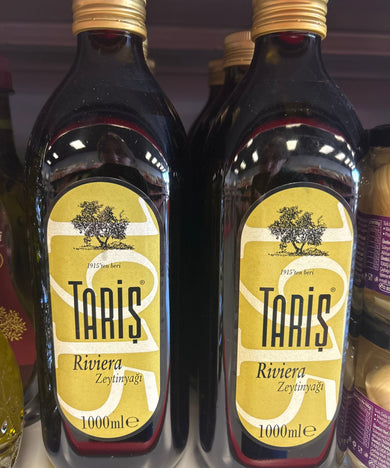 1915'ten beri
TARİŞ®
Riviera
Zeytinyağı
1000ml℮
1915'ten beri
TARİŞ®
Riviera
Zeytinyağı
1000ml℮